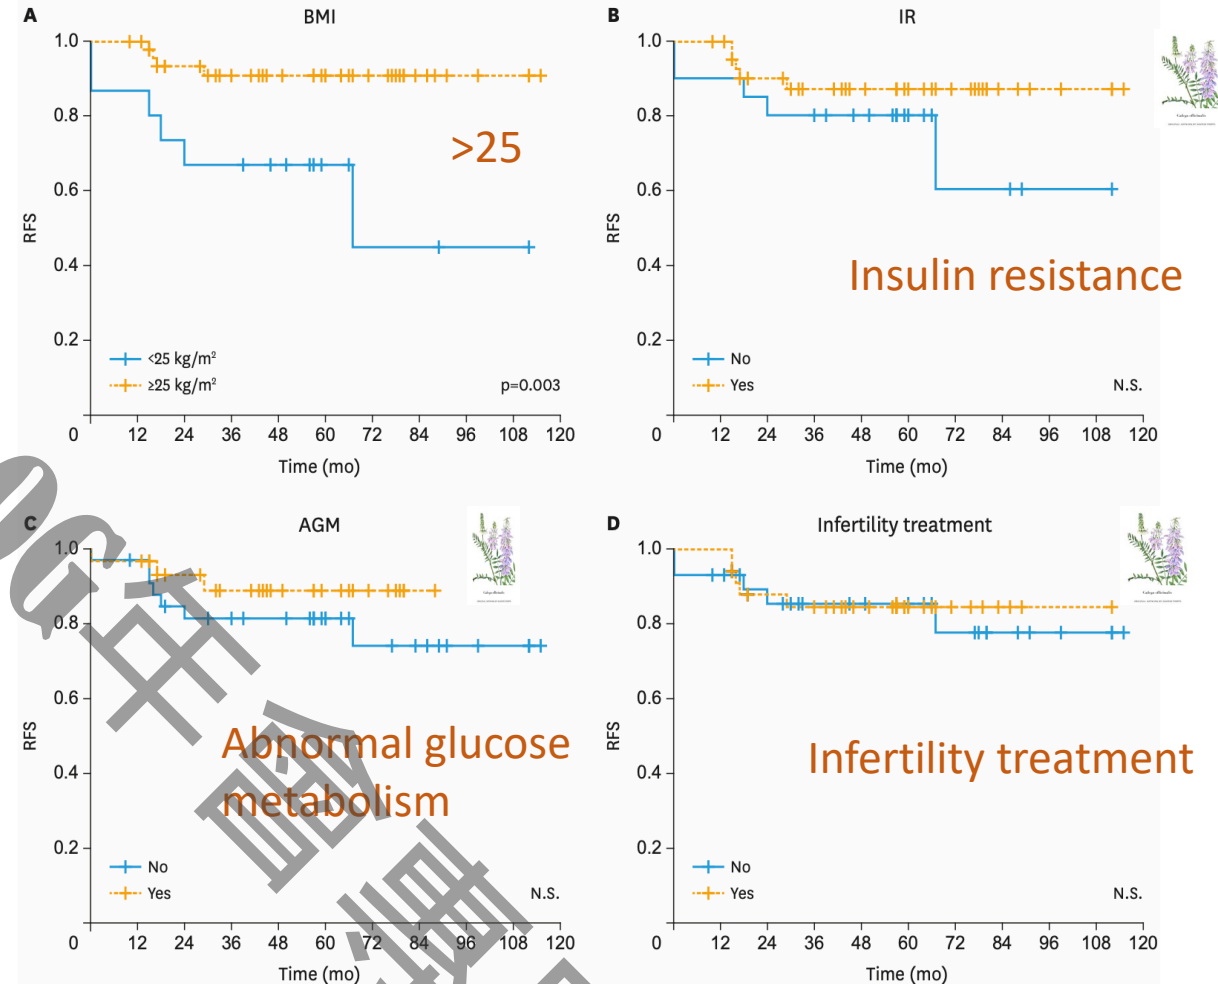 A
BMI
1.0
0.8
0.6
0.4
0.2
0
RFS
>25
<25 kg/m²
≥25 kg/m²
p=0.003
12 24 36 48 60 72 84 96 108 120
Time (mo)
B
IR
1.0
0.8
0.6
0.4
0.2
0
RFS
Insulin resistance
No
Yes
N.S.
12 24 36 48 60 72 84 96 108 120
Time (mo)
C
AGM
1.0
0.8
0.6
0.4
0.2
0
RFS
Abnormal glucose
metabolism
No
Yes
N.S.
12 24 36 48 60 72 84 96 108 120
Time (mo)
D
Infertility treatment
1.0
0.8
0.6
0.4
0.2
0
RFS
Infertility treatment
No
Yes
N.S.
12 24 36 48 60 72 84 96 108 120
Time (mo)
OG年會